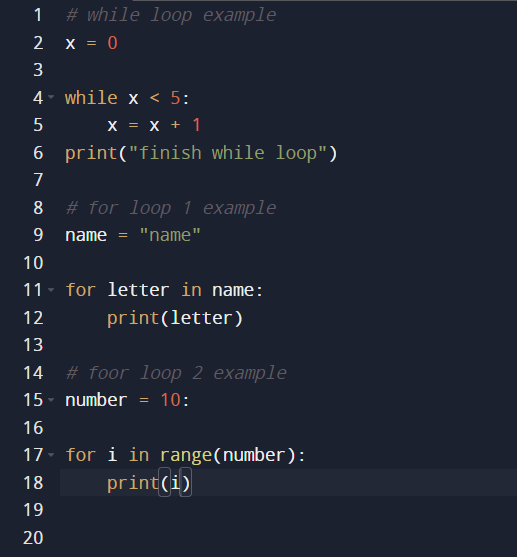 1 # while loop example
2 x = 0
3
4 while x < 5:
5     x = x + 1
6 print("finish while loop")
7
8 # for loop 1 example
9 name = "name"
10
11 for letter in name:
12     print(letter)
13
14 # foor loop 2 example
15 number = 10:
16
17 for i in range(number):
18     print(i)
19
20